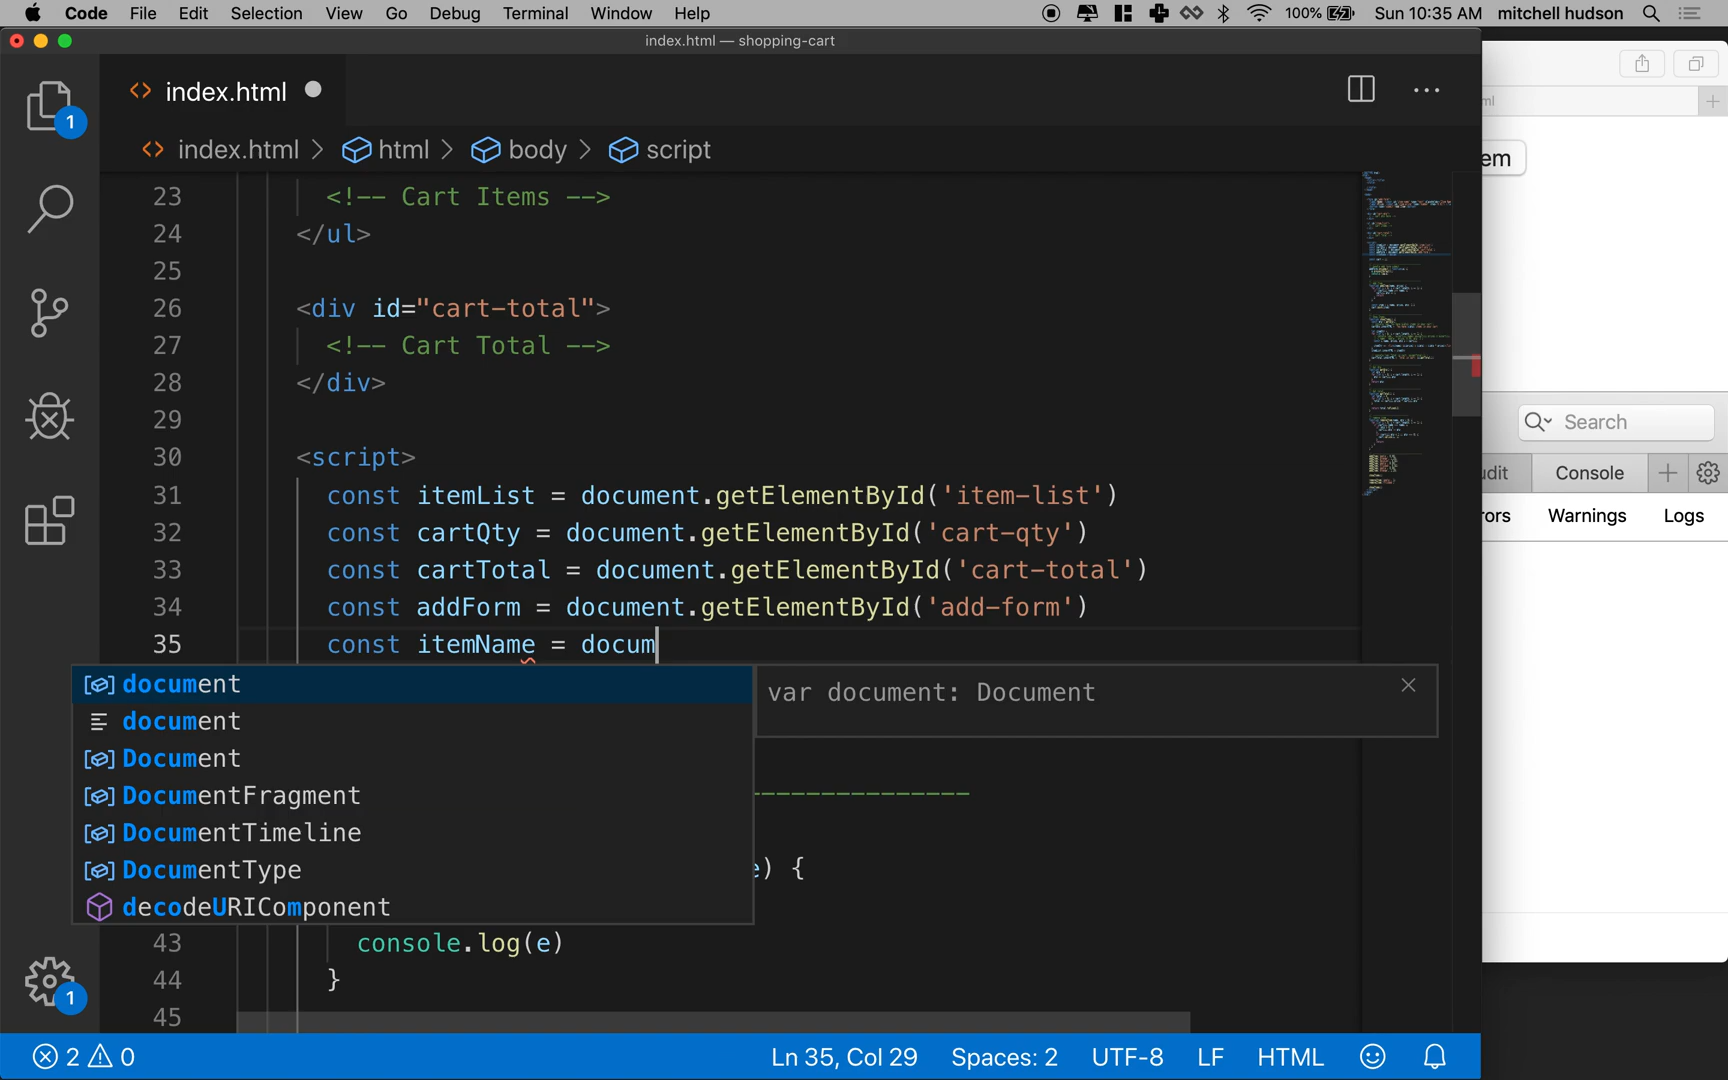 Code File Edit Selection View Go Debug Terminal Window Help 100% Sun 10:35 AM mitchell hudson
index.html — shopping-cart
index.html
1
index.html > html > body > script
23 <!-- Cart Items -->
24 </ul>
25
26 <div id="cart-total">
27 <!-- Cart Total -->
28 </div>
29
30 <script>
31 const itemList = document.getElementById('item-list')
32 const cartQty = document.getElementById('cart-qty')
33 const cartTotal = document.getElementById('cart-total')
34 const addForm = document.getElementById('add-form')
35 const itemName = docum
document
var document: Document
document
Document
DocumentFragment
---------------
DocumentTimeline
DocumentType
e) {
decodeURIComponent
43 console.log(e)
44 }
45
1
2 0 Ln 35, Col 29 Spaces: 2 UTF-8 LF HTML
ml
em
Search
udit Console
rors Warnings Logs